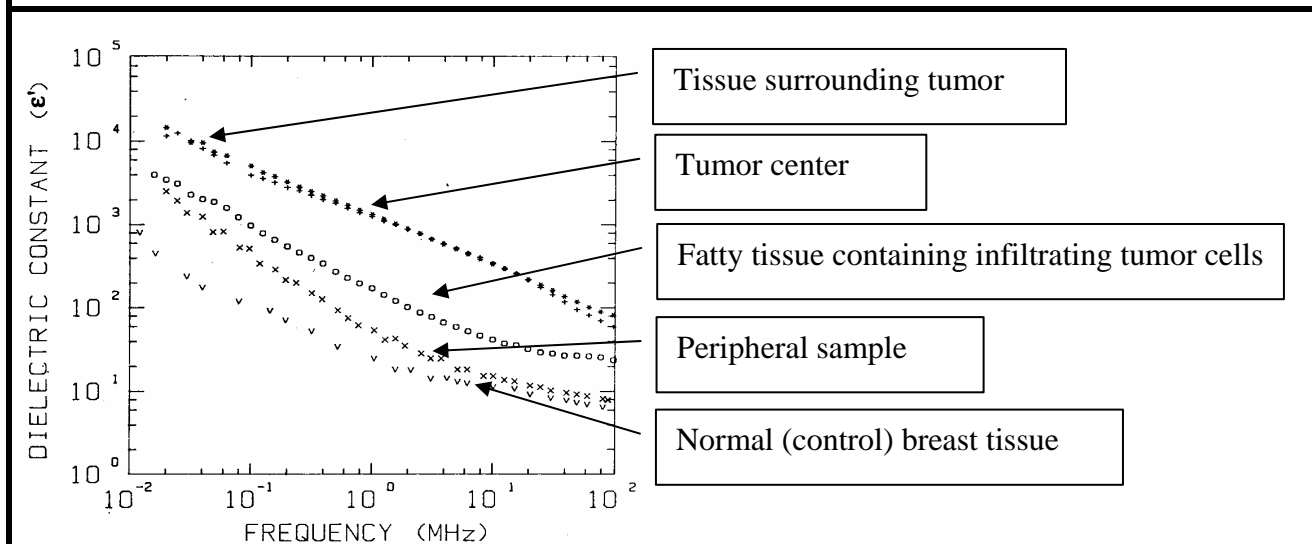 10 5
10 4
10 3
10 2
10 1
10 0
DIELECTRIC CONSTANT (ε')
10 -2
10 -1
10 0
10 1
10 2
FREQUENCY (MHz)
Tissue surrounding tumor
Tumor center
Fatty tissue containing infiltrating tumor cells
Peripheral sample
Normal (control) breast tissue